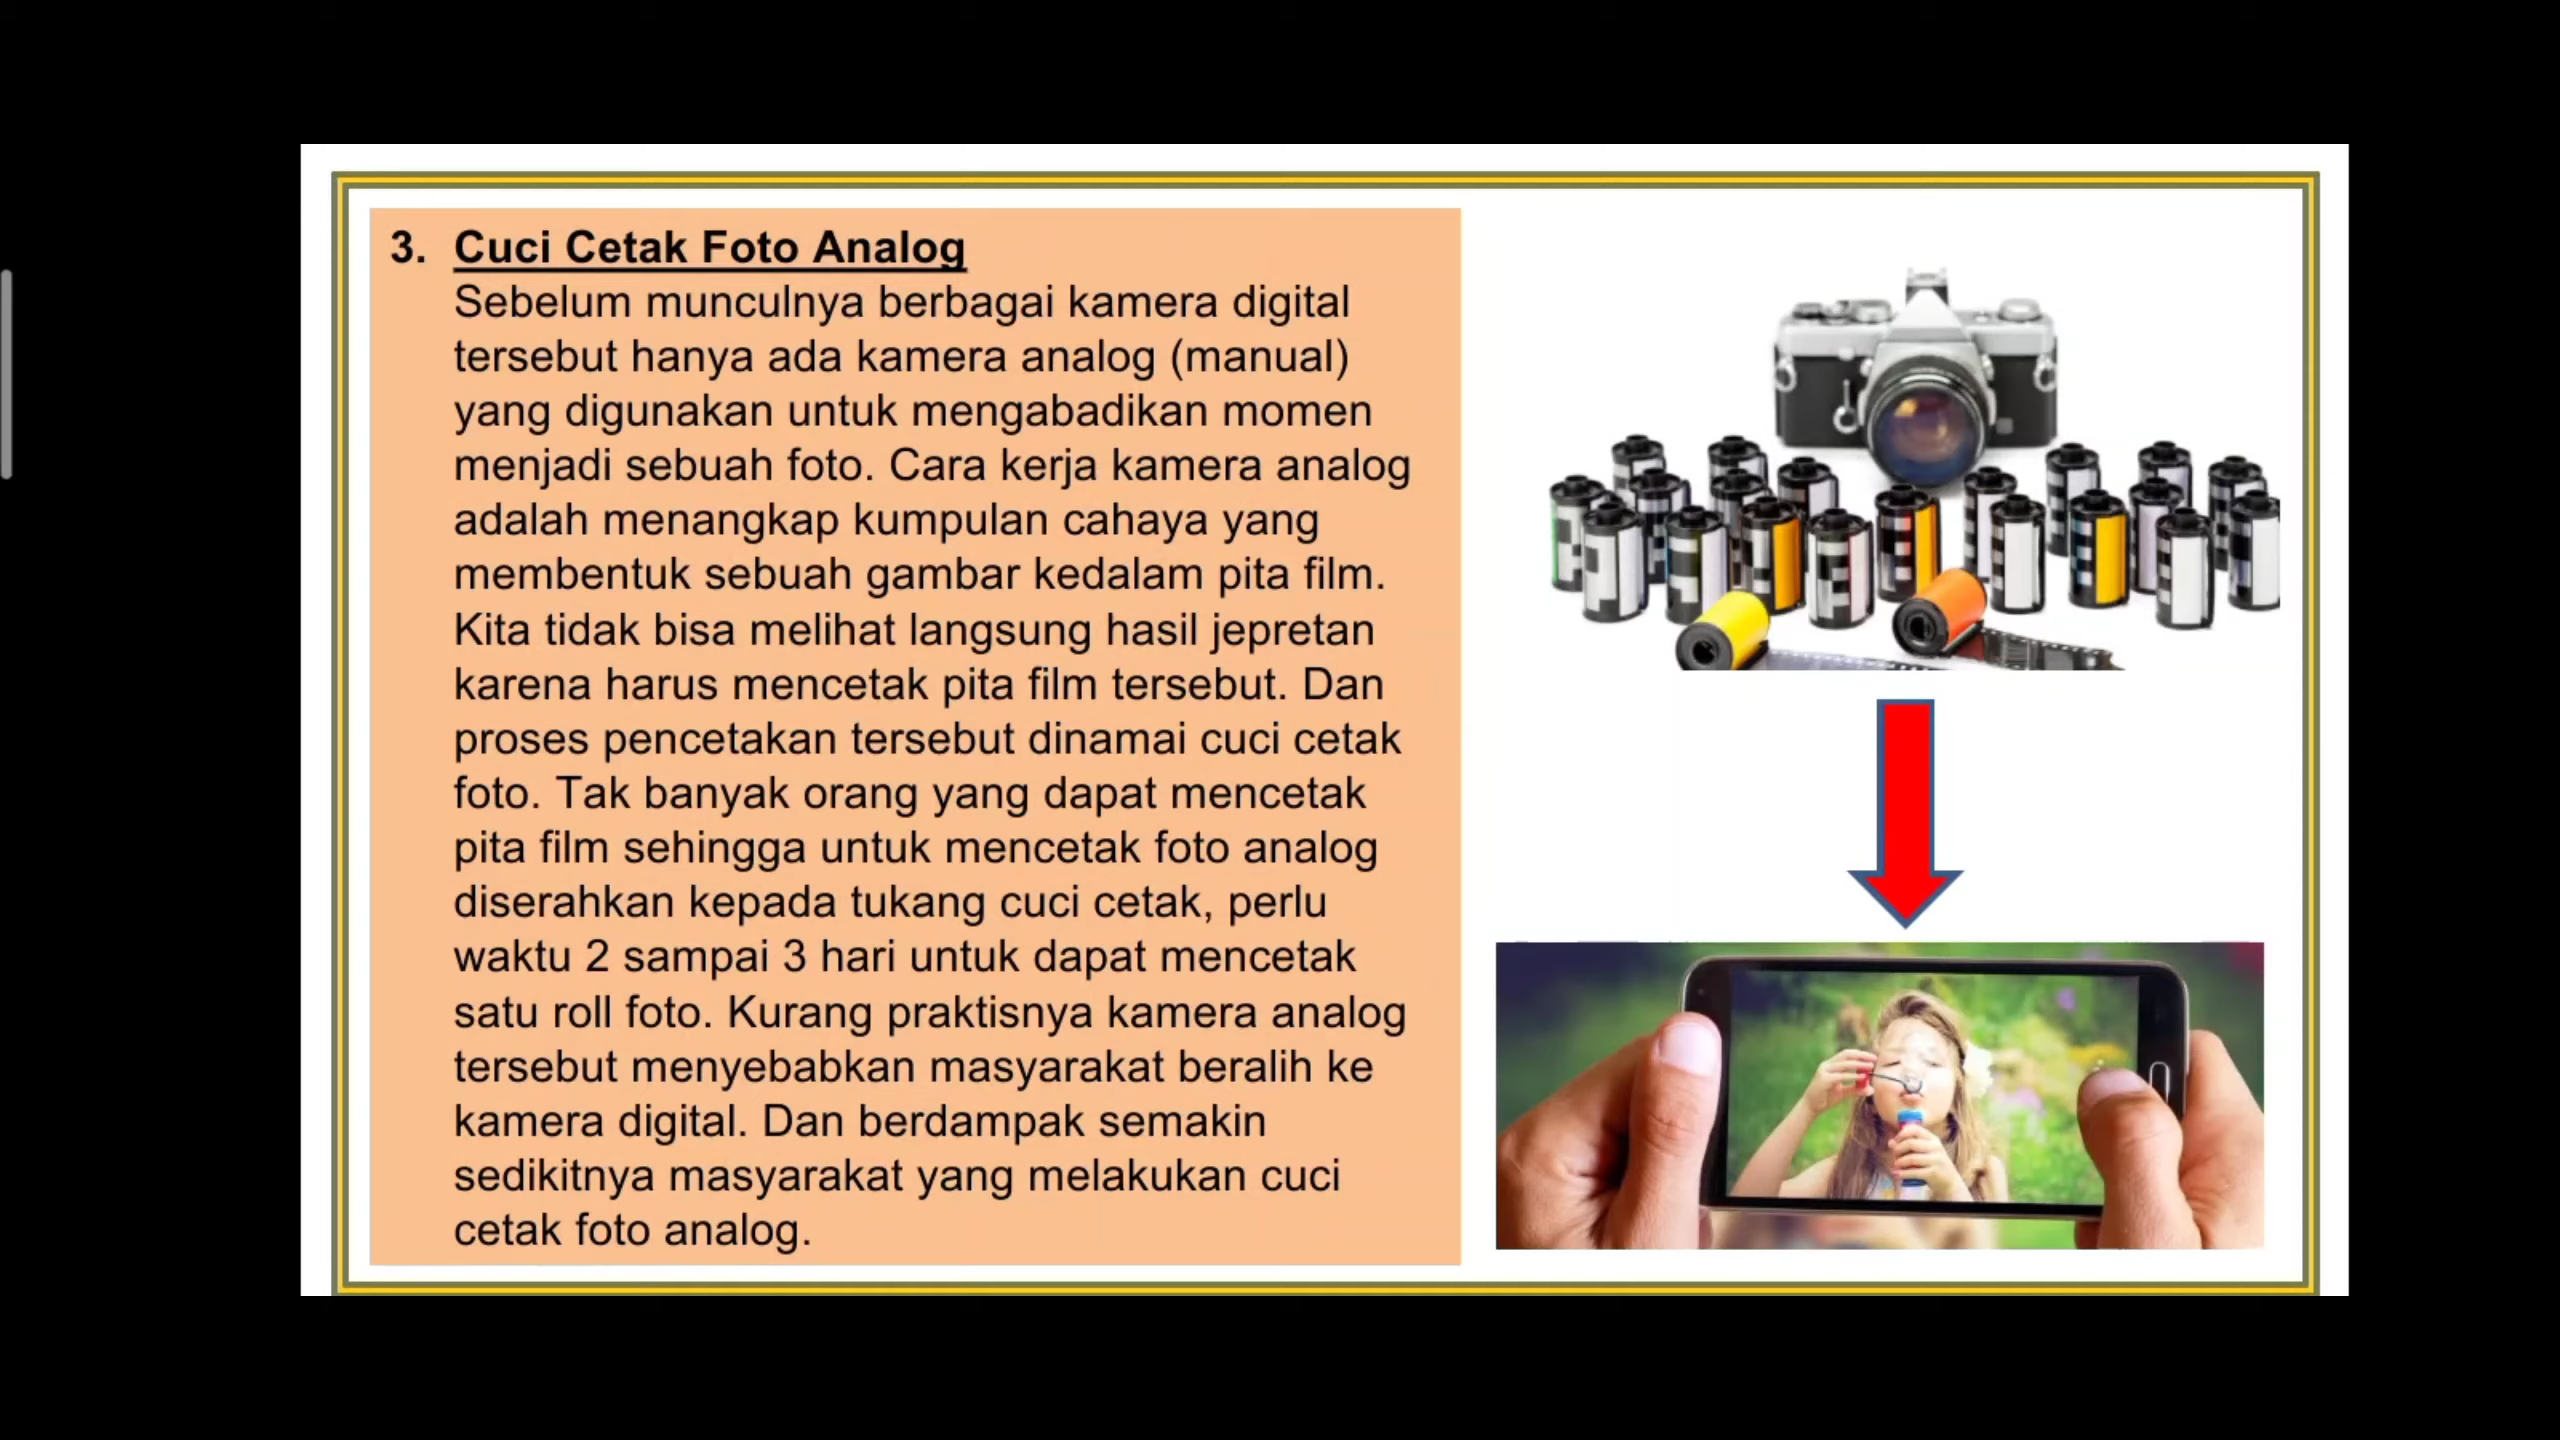 3. Cuci Cetak Foto Analog
Sebelum munculnya berbagai kamera digital
tersebut hanya ada kamera analog (manual)
yang digunakan untuk mengabadikan momen
menjadi sebuah foto. Cara kerja kamera analog
adalah menangkap kumpulan cahaya yang
membentuk sebuah gambar kedalam pita film.
Kita tidak bisa melihat langsung hasil jepretan
karena harus mencetak pita film tersebut. Dan
proses pencetakan tersebut dinamai cuci cetak
foto. Tak banyak orang yang dapat mencetak
pita film sehingga untuk mencetak foto analog
diserahkan kepada tukang cuci cetak, perlu
waktu 2 sampai 3 hari untuk dapat mencetak
satu roll foto. Kurang praktisnya kamera analog
tersebut menyebabkan masyarakat beralih ke
kamera digital. Dan berdampak semakin
sedikitnya masyarakat yang melakukan cuci
cetak foto analog.